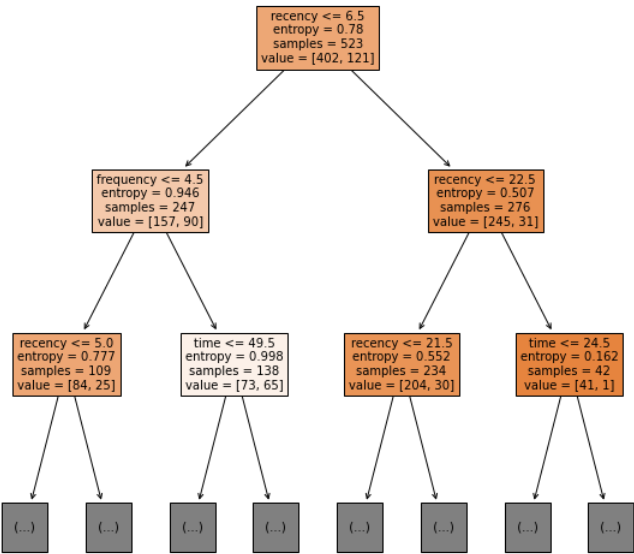 recency <= 6.5
entropy = 0.78
samples = 523
value = [402, 121]
frequency <= 4.5
entropy = 0.946
samples = 247
value = [157, 90]
recency <= 22.5
entropy = 0.507
samples = 276
value = [245, 31]
recency <= 5.0
entropy = 0.777
samples = 109
value = [84, 25]
time <= 49.5
entropy = 0.998
samples = 138
value = [73, 65]
recency <= 21.5
entropy = 0.552
samples = 234
value = [204, 30]
time <= 24.5
entropy = 0.162
samples = 42
value = [41, 1]
(...)
(...)
(...)
(...)
(...)
(...)
(...)
(...)